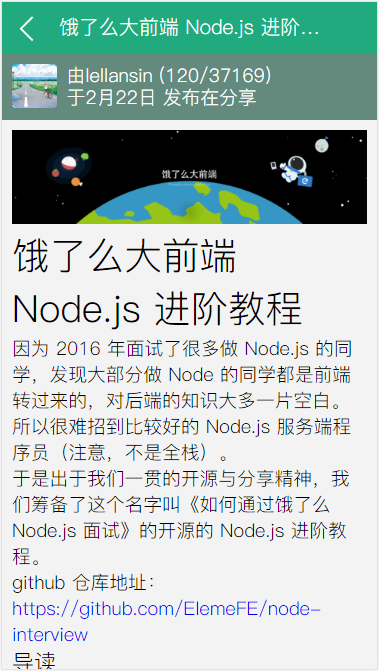 饿了么大前端 Node.js 进阶...
由lellansin (120/37169)
于2月22日 发布在分享
饿了么大前端
饿了么大前端
Node.js 进阶教程
因为 2016 年面试了很多做 Node.js 的同
学，发现大部分做 Node 的同学都是前端
转过来的，对后端的知识大多一片空白。
所以很难招到比较好的 Node.js 服务端程
序员（注意，不是全栈）。
于是出于我们一贯的开源与分享精神，我
们筹备了这个名字叫《如何通过饿了么
Node.js 面试》的开源的 Node.js 进阶教
程。
github 仓库地址：
https://github.com/ElemeFE/node-
interview
导读